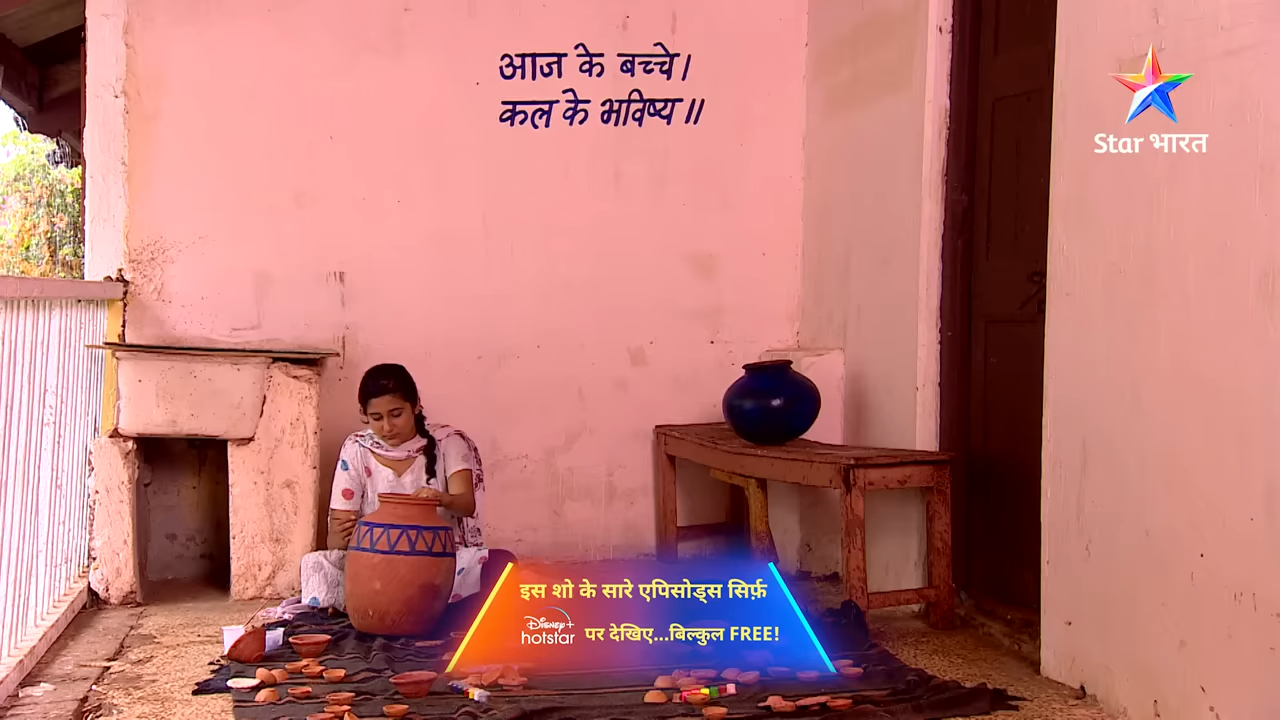 आज के बच्चे।
कल के भविष्य॥
Star भारत
इस शो के सारे एपिसोड्स सिर्फ़
Disney+ hotstar पर देखिए...बिल्कुल FREE!